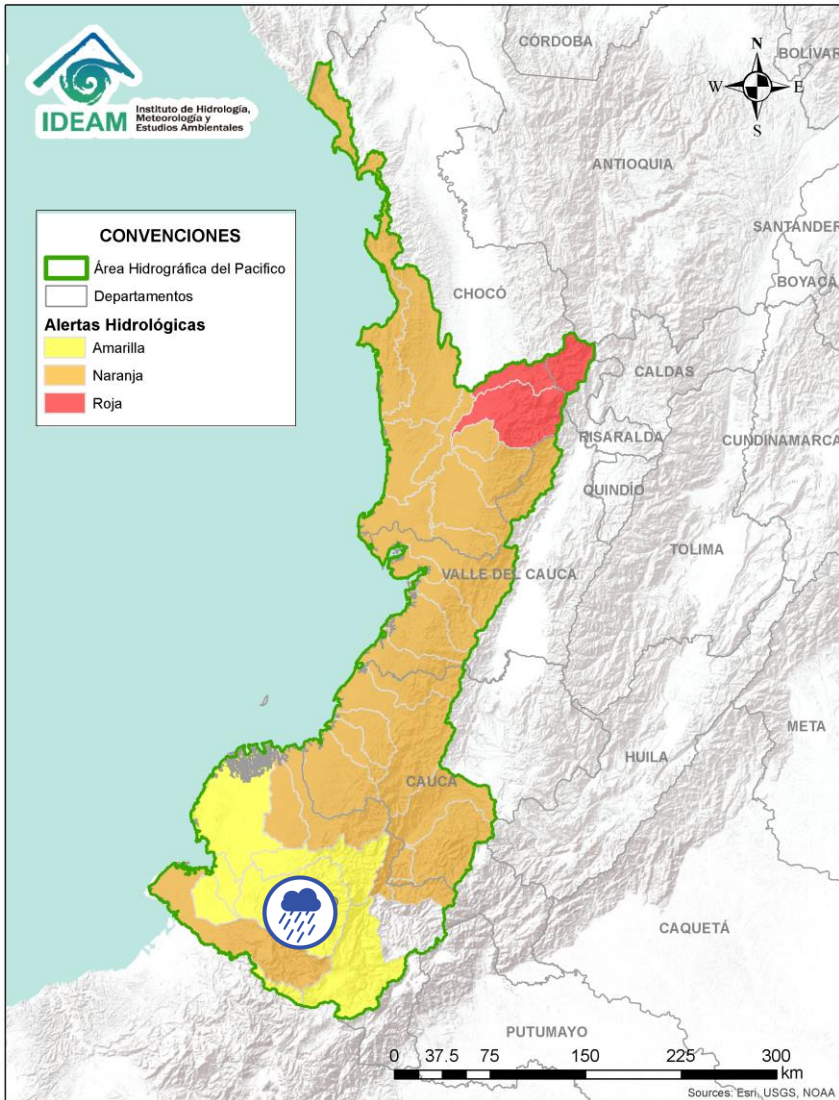 IDEAM
Instituto de Hidrología,
Meteorología y
Estudios Ambientales
CÓRDOBA
BOLÍVAR
N
W
E
S
ANTIOQUIA
SANTANDER
BOYACÁ
CONVENCIONES
Área Hidrográfica del Pacifico
Departamentos
Alertas Hidrológicas
Amarilla
Naranja
Roja
CHOCÓ
CALDAS
RISARALDA
CUNDINAMARCA
QUINDÍO
TOLIMA
VALLE DEL CAUCA
META
HUILA
CAUCA
CAQUETÁ
PUTUMAYO
0 37.5 75 150 225 300
km
Sources: Esri, USGS, NOAA